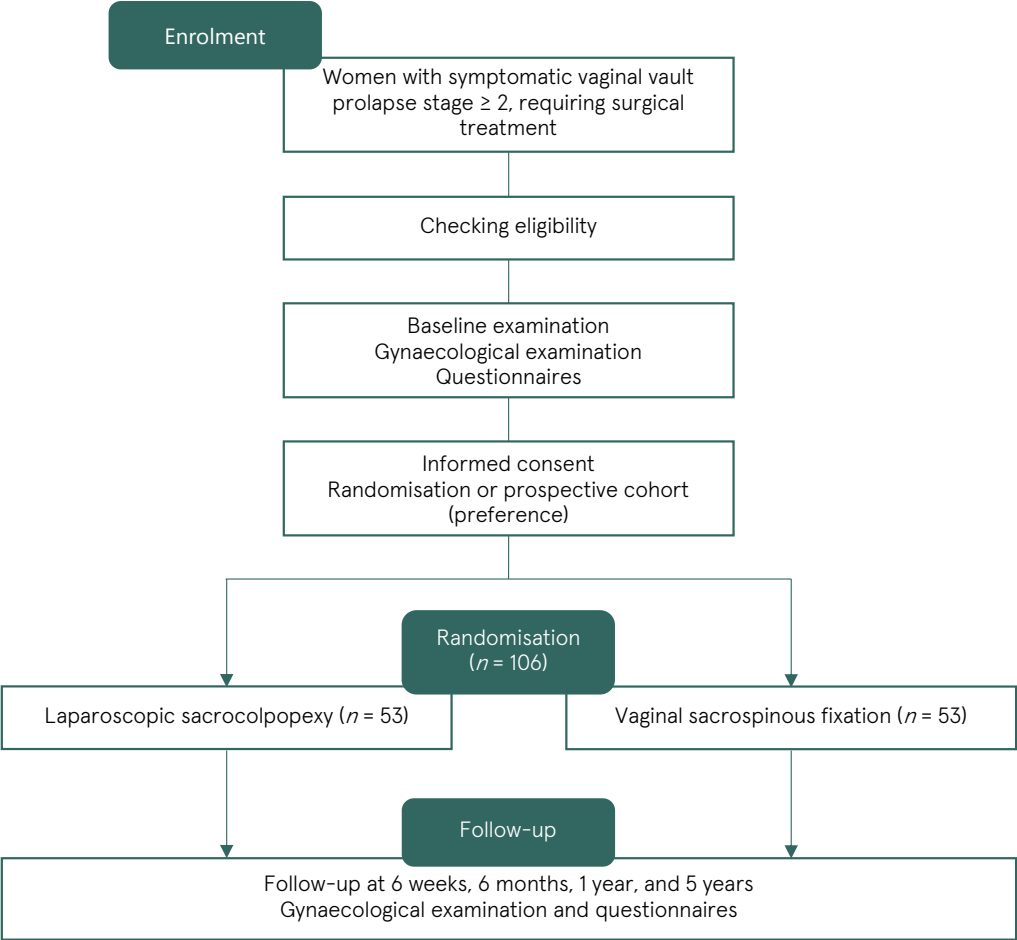 Enrolment
Women with symptomatic vaginal vault
prolapse stage ≥ 2, requiring surgical
treatment
Checking eligibility
Baseline examination
Gynaecological examination
Questionnaires
Informed consent
Randomisation or prospective cohort
(preference)
Randomisation
(n = 106)
Laparoscopic sacrocolpopexy (n = 53)
Vaginal sacrospinous fixation (n = 53)
Follow-up
Follow-up at 6 weeks, 6 months, 1 year, and 5 years
Gynaecological examination and questionnaires